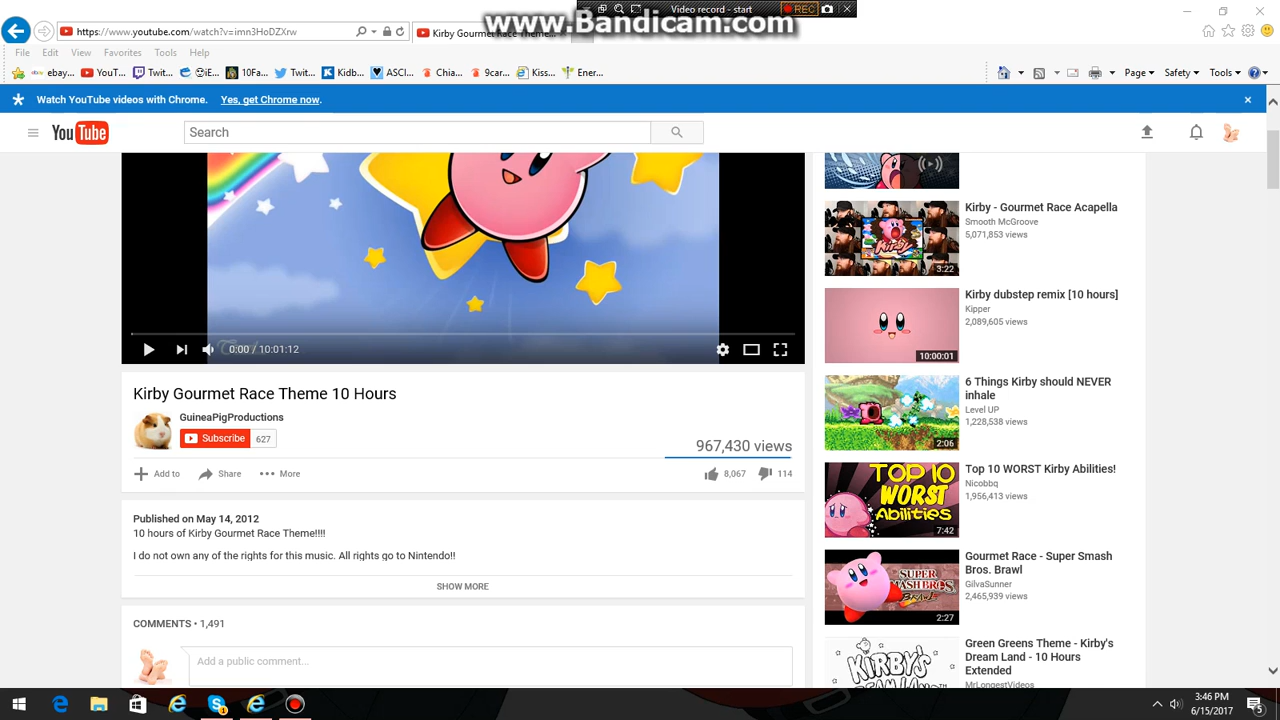 Video record - start
REC
www.Bandicam.com
https://www.youtube.com/watch?v=imn3HoDZXrw
Kirby Gourmet Race Theme...
File Edit View Favorites Tools Help
ebay... YouT... Twitt... iE... 10Fa... Twitt... Kidb... ASCI... Chia... 9car... Kiss... Ener...
Page Safety Tools
Watch YouTube videos with Chrome. Yes, get Chrome now.
YouTube
Search
Kirby - Gourmet Race Acapella
Smooth McGroove
5,071,853 views
3:22
Kirby dubstep remix [10 hours]
Kipper
2,089,605 views
10:00:01
0:00 / 10:01:12
6 Things Kirby should NEVER
inhale
Level UP
1,228,538 views
2:06
Kirby Gourmet Race Theme 10 Hours
GuineaPigProductions
Subscribe 627
967,430 views
Add to Share More
8,067 114
TOP 10
WORST
Abilities
7:42
Top 10 WORST Kirby Abilities!
Nicobbq
1,956,413 views
Published on May 14, 2012
10 hours of Kirby Gourmet Race Theme!!!!
I do not own any of the rights for this music. All rights go to Nintendo!!
SHOW MORE
SUPER
SMASH BROS.
BRAWL
2:27
Gourmet Race - Super Smash
Bros. Brawl
GilvaSunner
2,465,939 views
COMMENTS • 1,491
Add a public comment...
KIRBY'S
DREAM LAND
Green Greens Theme - Kirby's
Dream Land - 10 Hours
Extended
MrLongestVideos
3:46 PM
6/15/2017